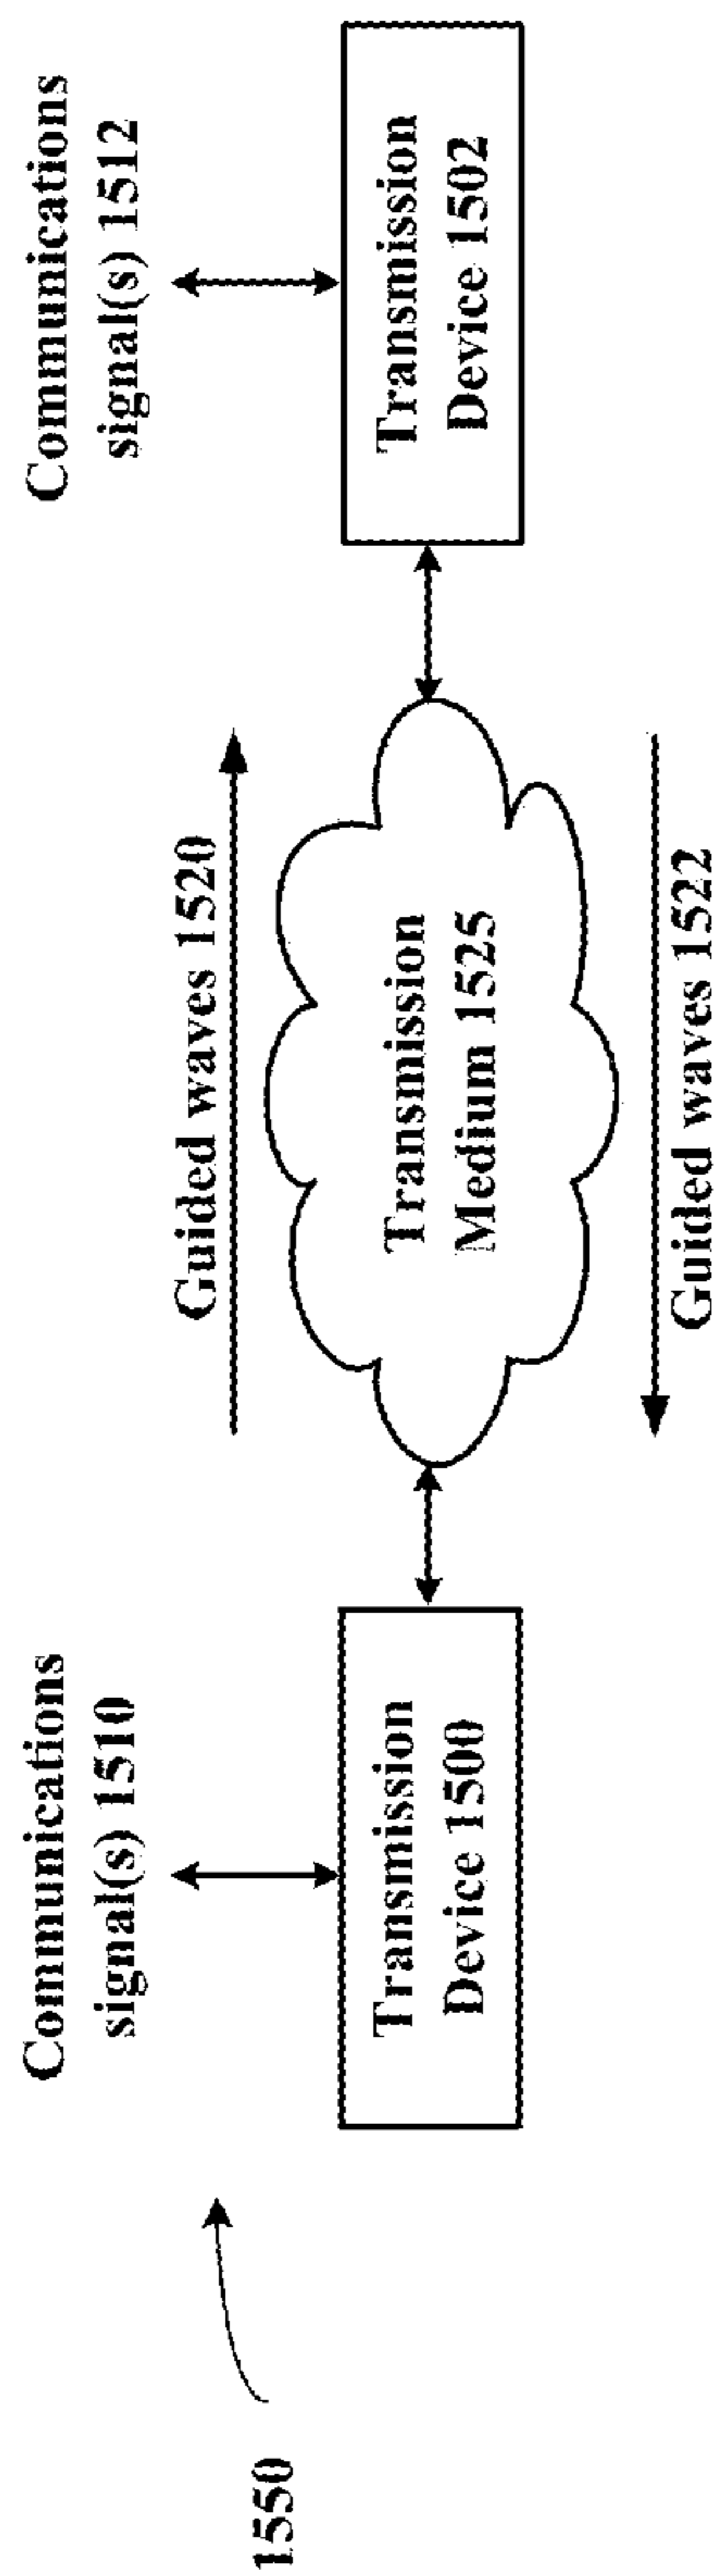 1550
Communications
signal(s) 1510
Transmission
Device 1500
Guided waves 1520
Transmission
Medium 1525
Guided waves 1522
Communications
signal(s) 1512
Transmission
Device 1502